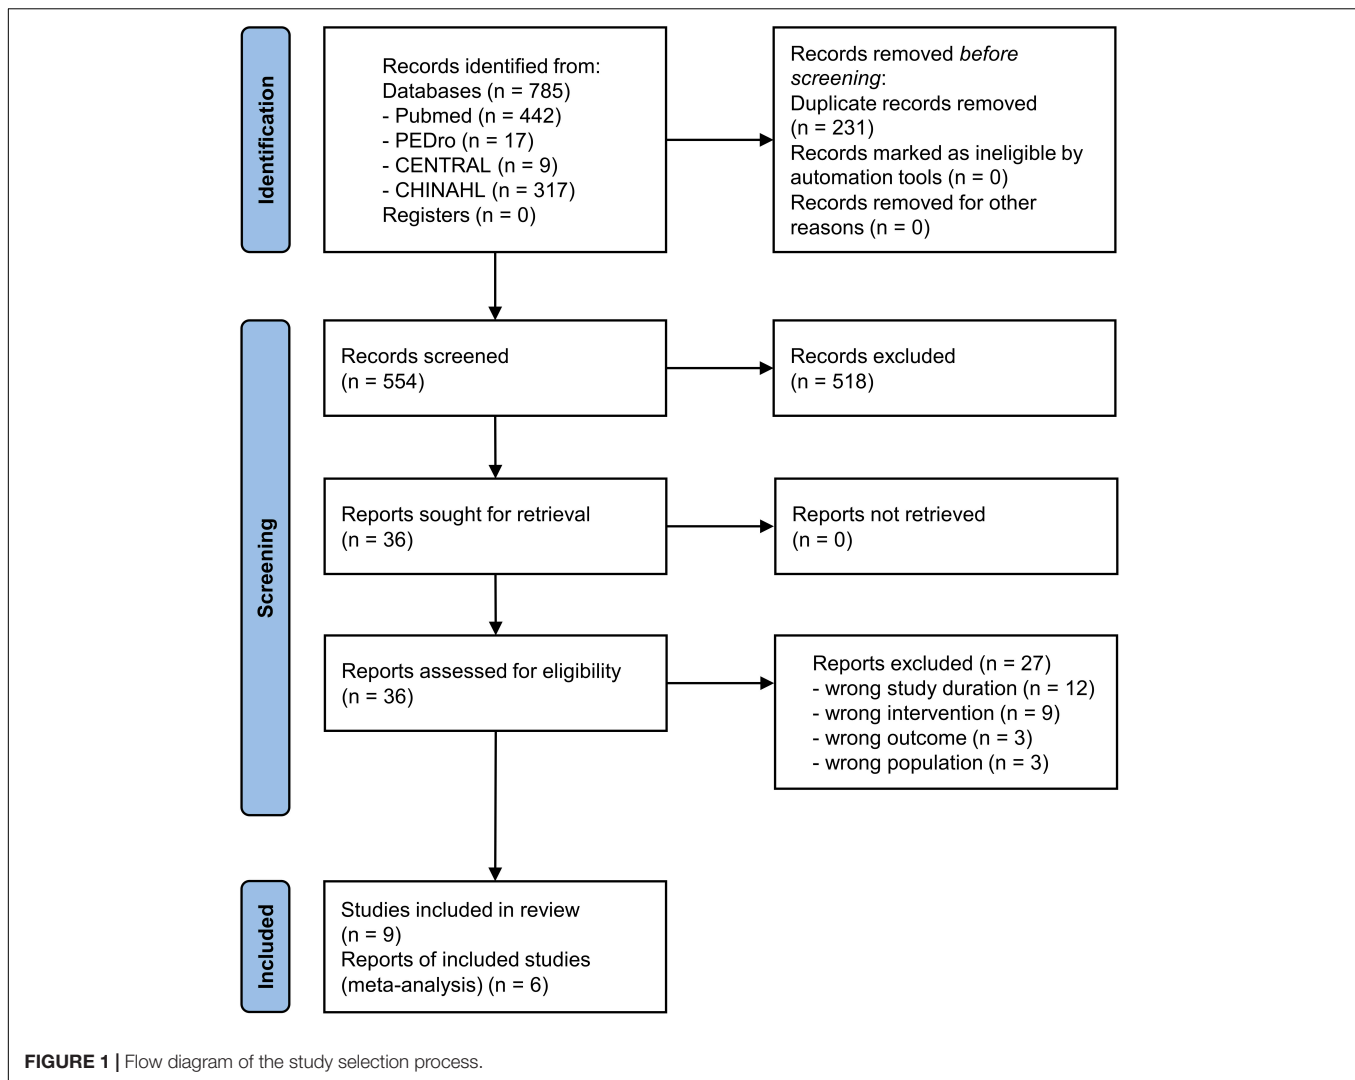 Identification
Records identified from:
Databases (n = 785)
- Pubmed (n = 442)
- PEDro (n = 17)
- CENTRAL (n = 9)
- CHINAHL (n = 317)
Registers (n = 0)
Records removed before
screening:
Duplicate records removed
(n = 231)
Records marked as ineligible by
automation tools (n = 0)
Records removed for other
reasons (n = 0)
Screening
Records screened
(n = 554)
Records excluded
(n = 518)
Reports sought for retrieval
(n = 36)
Reports not retrieved
(n = 0)
Reports assessed for eligibility
(n = 36)
Reports excluded (n = 27)
- wrong study duration (n = 12)
- wrong intervention (n = 9)
- wrong outcome (n = 3)
- wrong population (n = 3)
Included
Studies included in review
(n = 9)
Reports of included studies
(meta-analysis) (n = 6)
FIGURE 1 | Flow diagram of the study selection process.